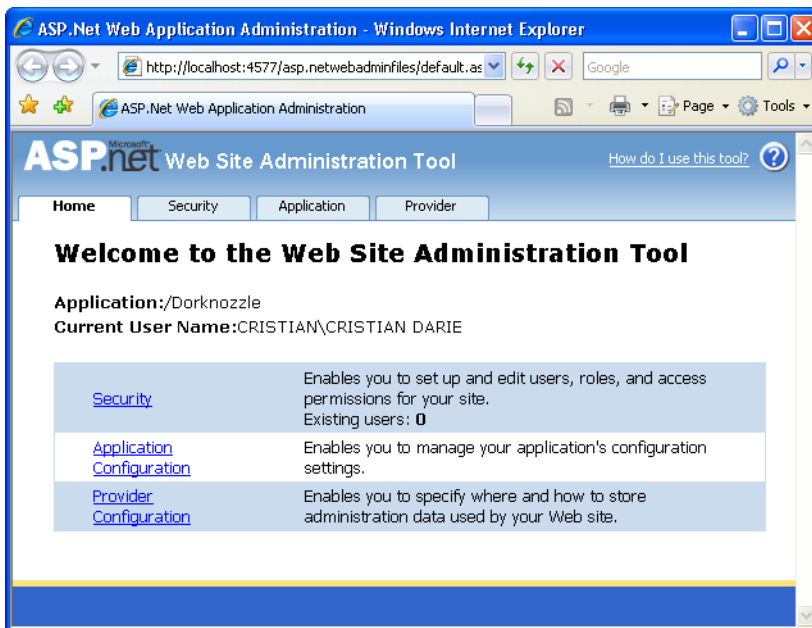 ASP.Net Web Application Administration - Windows Internet Explorer
http://localhost:4577/asp.netwebadminfiles/default.as
Google
ASP.Net Web Application Administration
Page
Tools
Microsoft
ASP.net Web Site Administration Tool
How do I use this tool? ?
Home Security Application Provider
Welcome to the Web Site Administration Tool
Application:/Dorknozzle
Current User Name:CRISTIAN\CRISTIAN DARIE
Security
Enables you to set up and edit users, roles, and access
permissions for your site.
Existing users: 0
Application
Configuration
Enables you to manage your application's configuration
settings.
Provider
Configuration
Enables you to specify where and how to store
administration data used by your Web site.